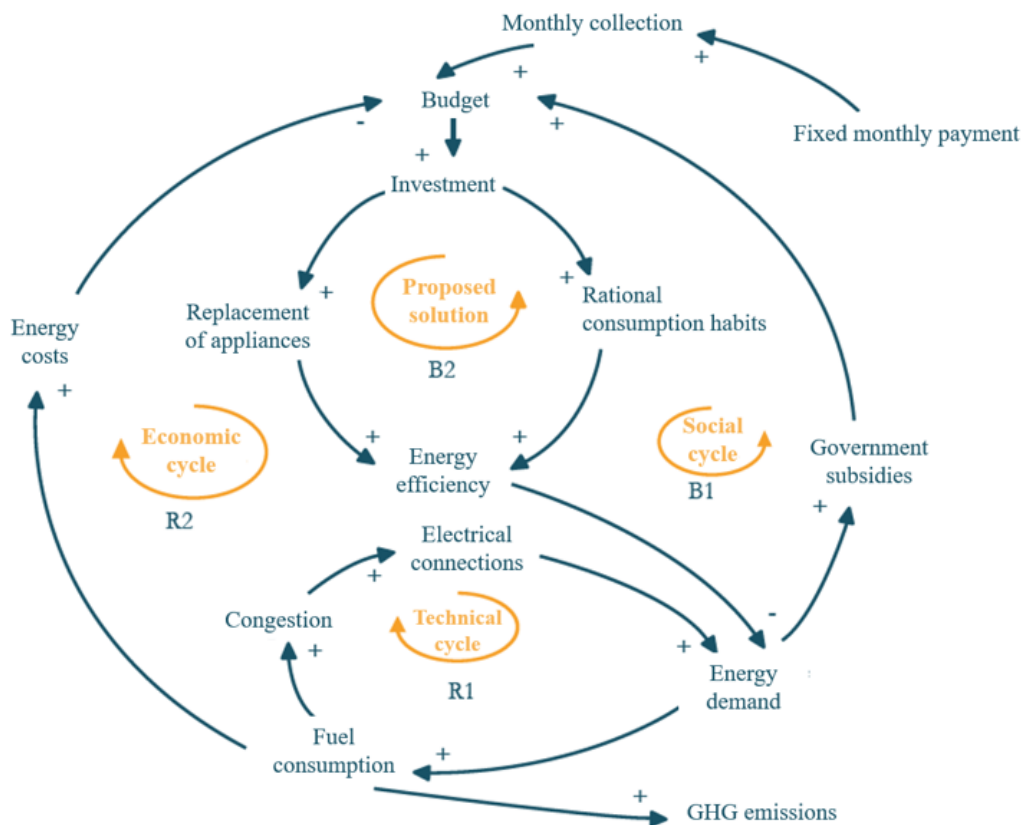 Monthly collection
+
+
Budget
-
+
Fixed monthly payment
+
Investment
+
+
Replacement
of appliances
Proposed
solution
B2
Rational
consumption habits
Energy
costs
+
Economic
cycle
R2
+
+
Energy
efficiency
Social
cycle
B1
Government
subsidies
+
Electrical
connections
+
Congestion
+
Technical
cycle
R1
-
+
Energy
demand
Fuel
consumption
+
+
GHG emissions